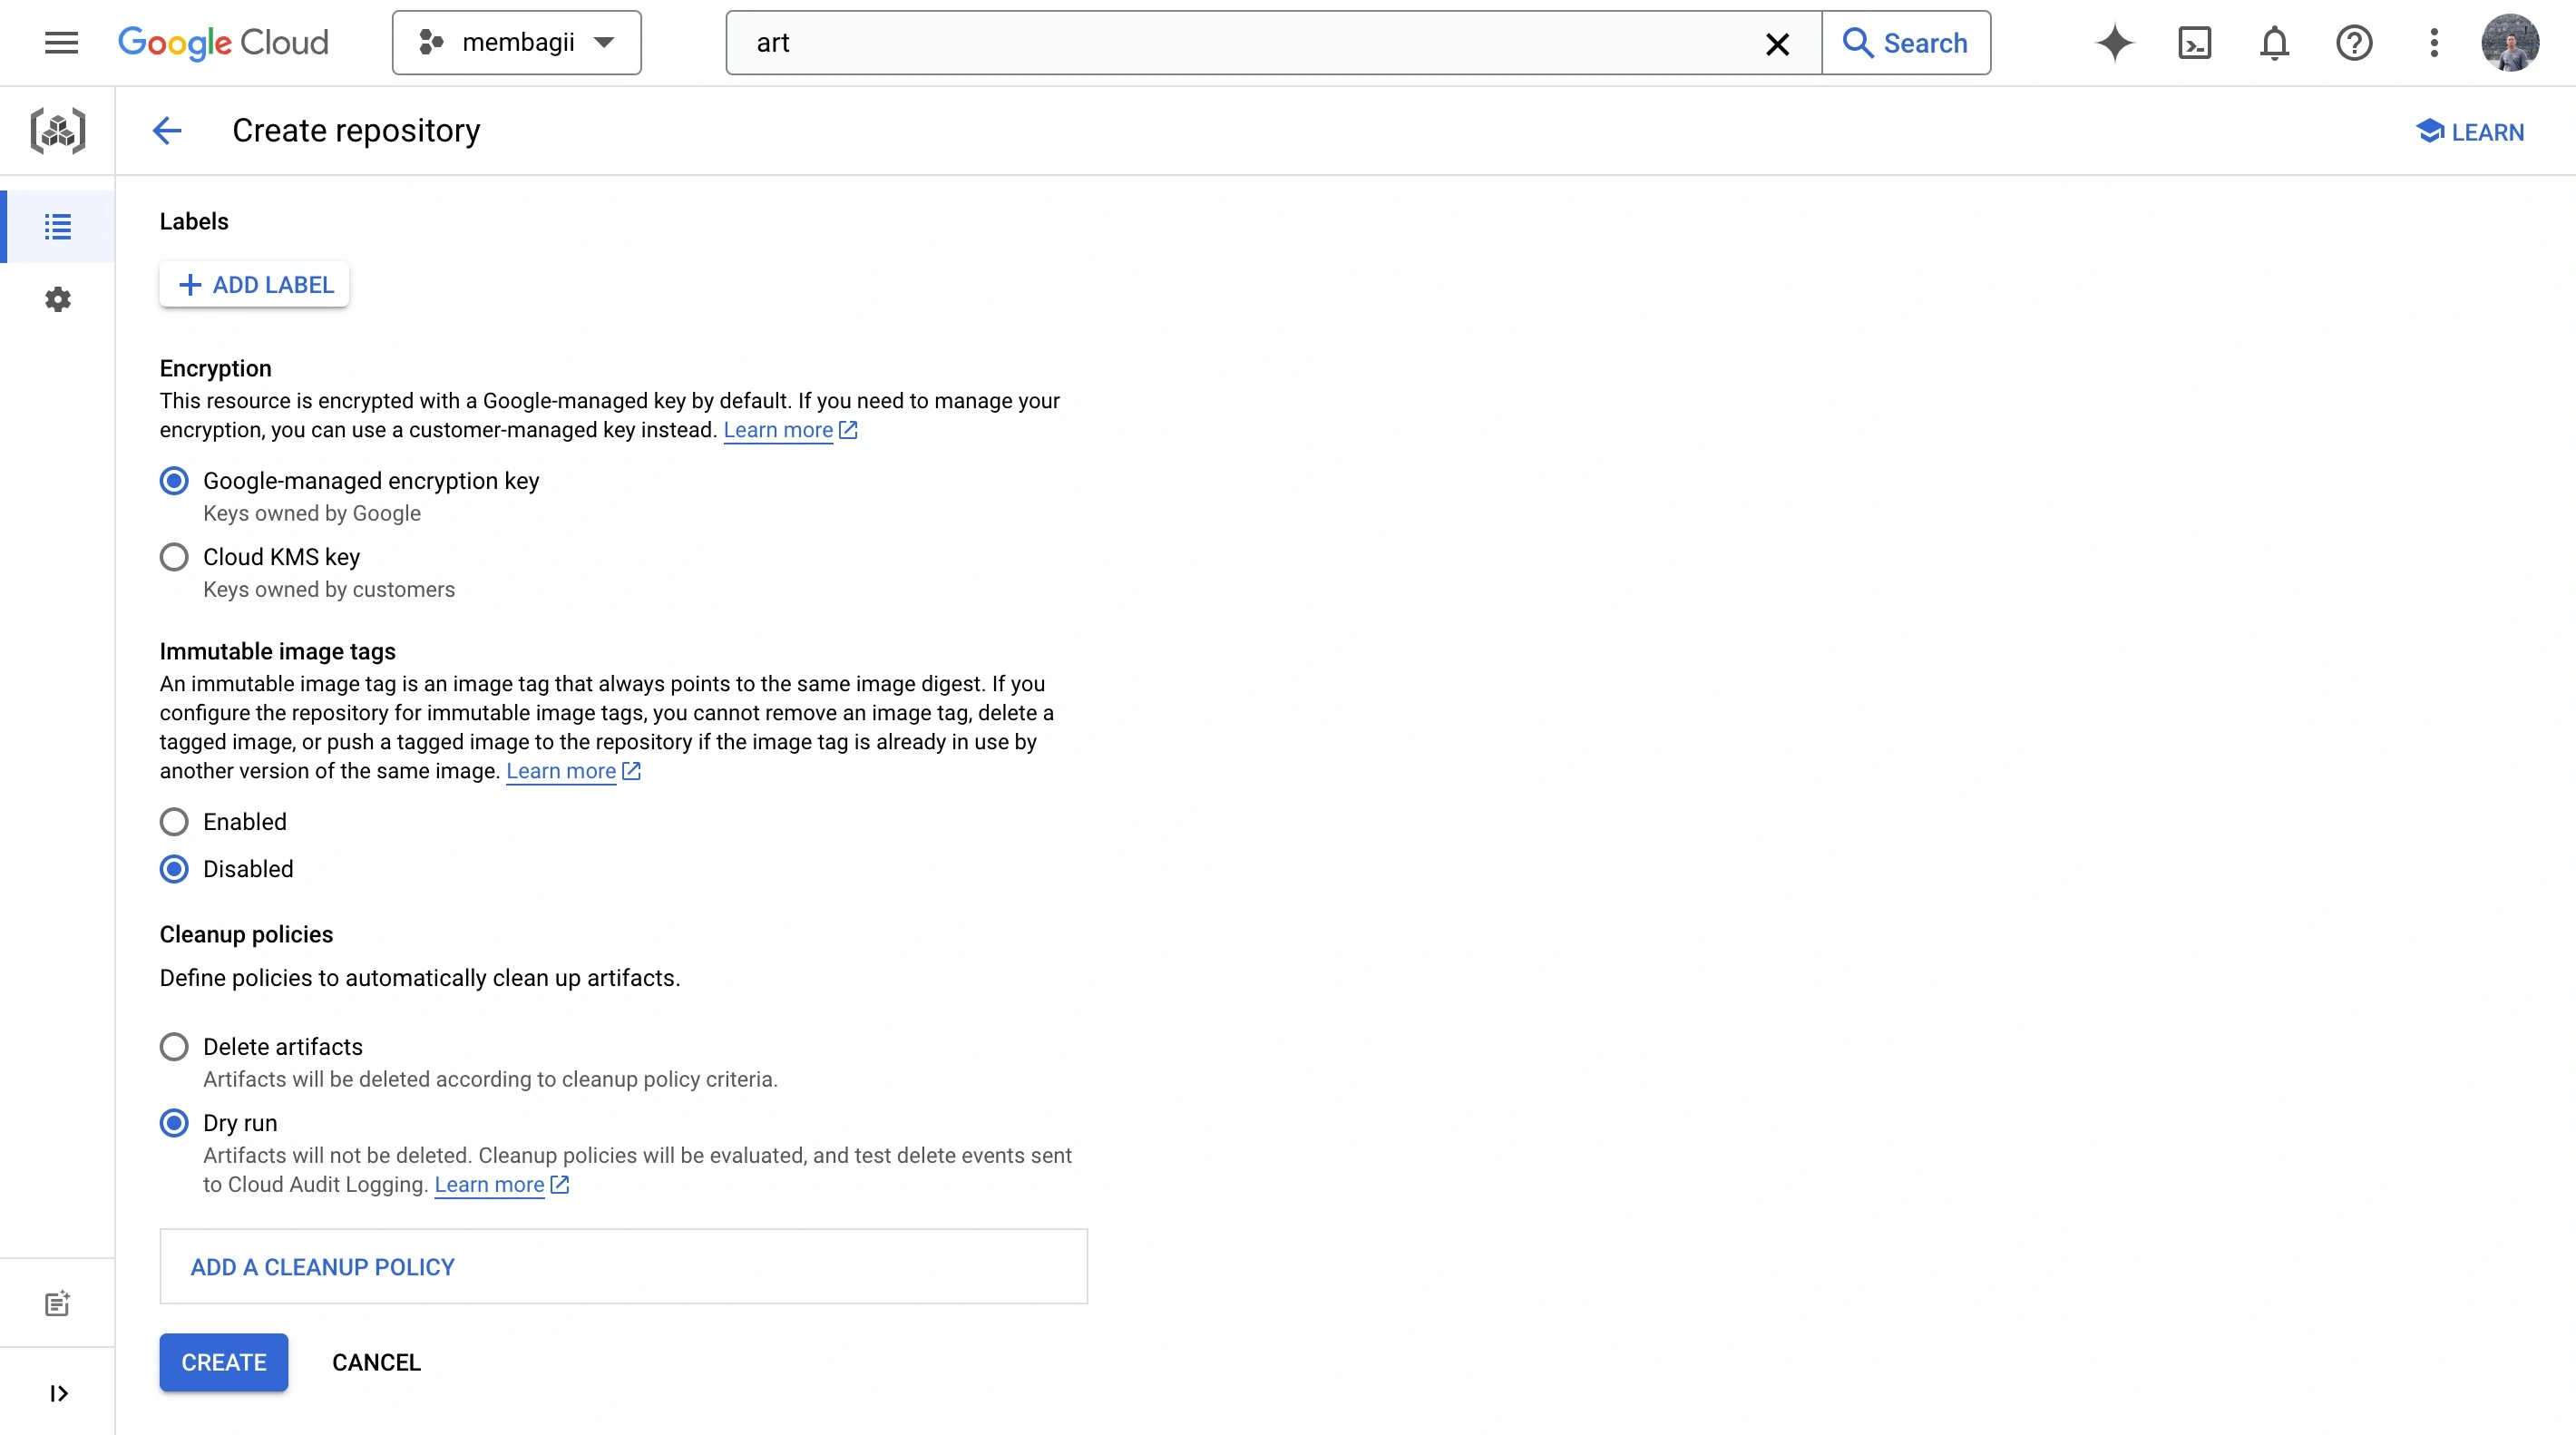 Google Cloud
membagii
art
Search
Create repository
LEARN
Labels
ADD LABEL
Encryption
This resource is encrypted with a Google-managed key by default. If you need to manage your
encryption, you can use a customer-managed key instead. Learn more
Google-managed encryption key
Keys owned by Google
Cloud KMS key
Keys owned by customers
Immutable image tags
An immutable image tag is an image tag that always points to the same image digest. If you
configure the repository for immutable image tags, you cannot remove an image tag, delete a
tagged image, or push a tagged image to the repository if the image tag is already in use by
another version of the same image. Learn more
Enabled
Disabled
Cleanup policies
Define policies to automatically clean up artifacts.
Delete artifacts
Artifacts will be deleted according to cleanup policy criteria.
Dry run
Artifacts will not be deleted. Cleanup policies will be evaluated, and test delete events sent
to Cloud Audit Logging. Learn more
ADD A CLEANUP POLICY
CREATE
CANCEL